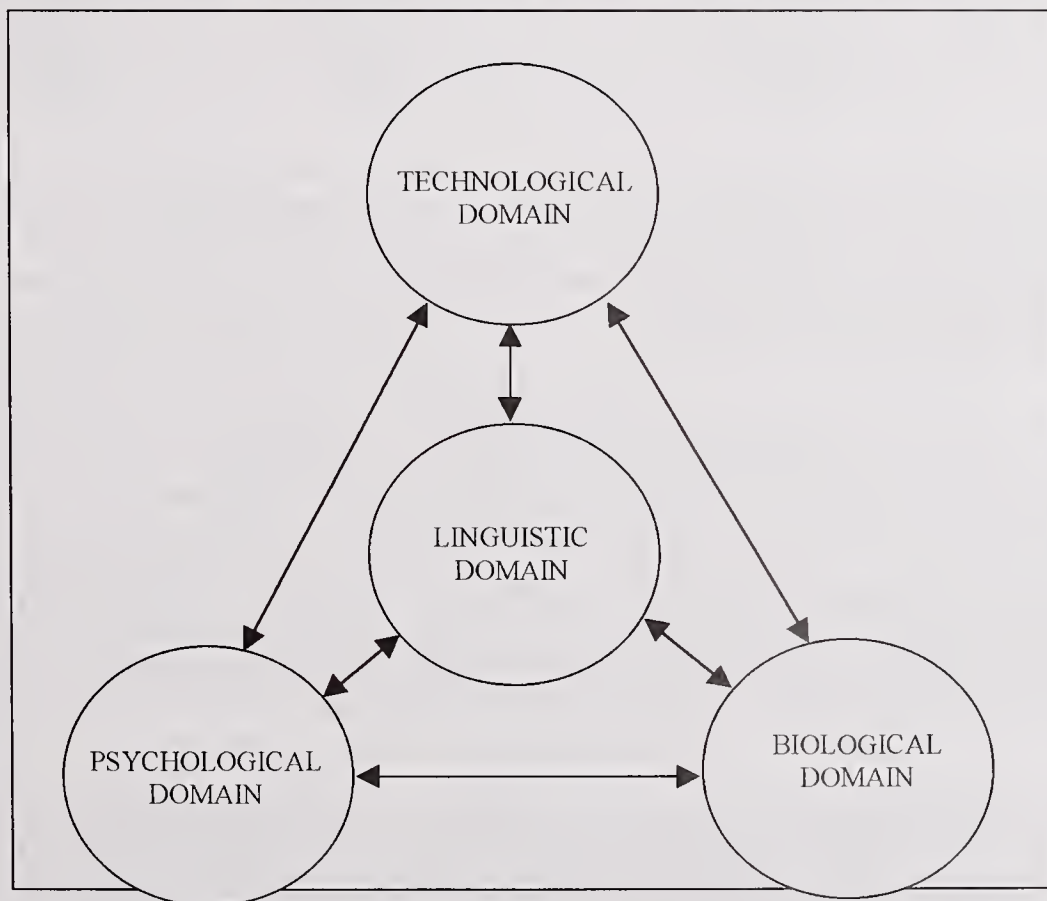 TECHNOLOGICAL
DOMAIN
LINGUISTIC
DOMAIN
PSYCHOLOGICAL
DOMAIN
BIOLOGICAL
DOMAIN